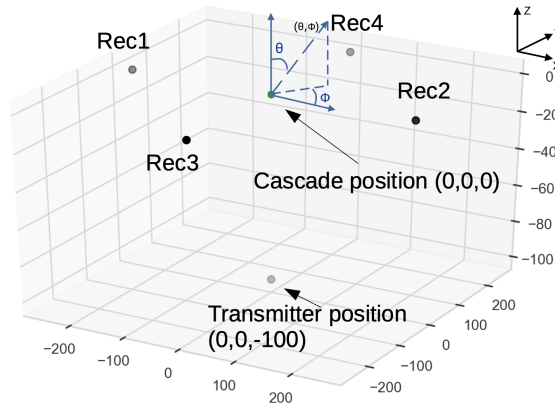 Rec1
(θ,Φ)
Rec4
θ
Φ
Rec2
Rec3
Cascade position (0,0,0)
Transmitter position
(0,0,-100)
z
0
−20
−40
−60
−80
−100
−200
−100
0
100
200
−200
−100
0
100
200